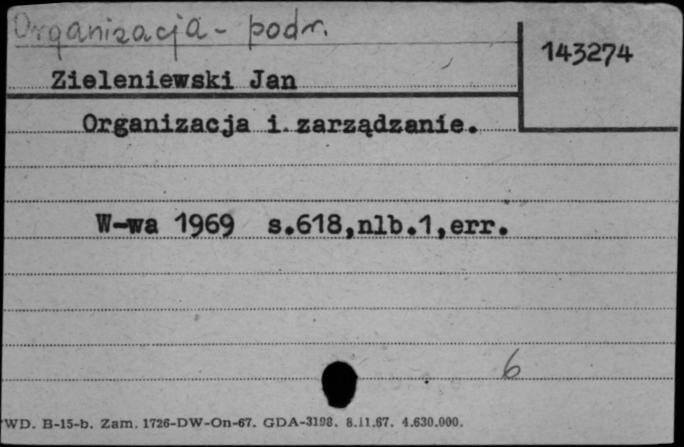 Organizacja - podr.
143274
Zieleniewski Jan
Organizacja i zarządzanie.
W-wa 1969 s.618,nlb.1,err.
6
WD. B-15-b. Zam. 1726-DW-On-67. GDA-3198. 8.11.67. 4.630.000.